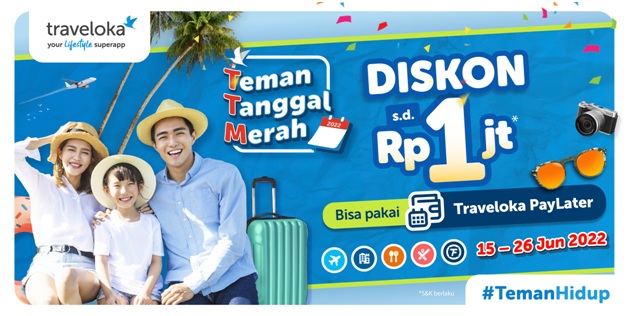 traveloka
your Lifestyle superapp
Teman
Tanggal
Merah
2022
DISKON
s.d.
Rp1jt*
Bisa pakai
Traveloka PayLater
15 – 26 Jun 2022
*S&K berlaku
#TemanHidup